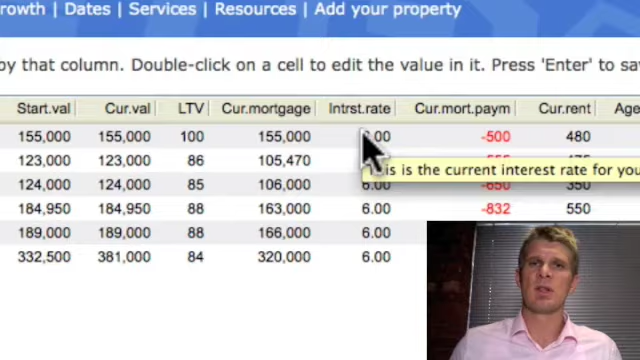 rowth | Dates | Services | Resources | Add your property
by that column. Double-click on a cell to edit the value in it. Press 'Enter' to sa
Start.val Cur.val LTV Cur.mortgage Intrst.rate Cur.mort.paym Cur.rent Age
155,000 155,000 100 155,000 .00 -500 480
123,000 123,000 86 105,470
is is the current interest rate for you
124,000 124,000 85 106,000 6.00 -650 350
184,950 184,950 88 163,000 6.00 -832 550
189,000 189,000 88 166,000 6.00
332,500 381,000 84 320,000 6.00